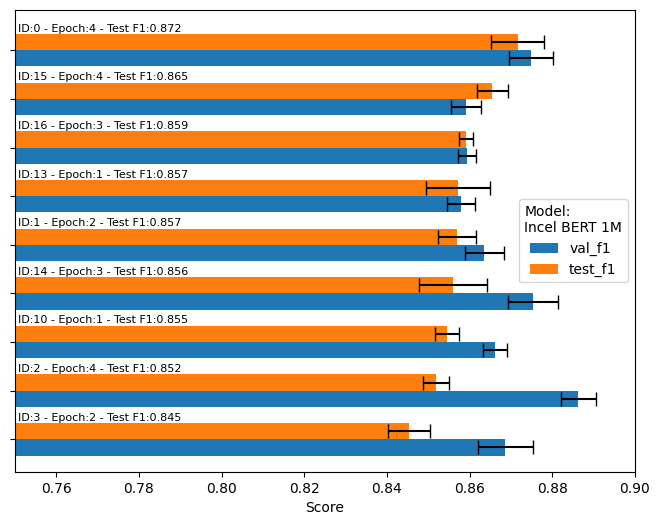 ID:0 - Epoch:4 - Test F1:0.872
ID:15 - Epoch:4 - Test F1:0.865
ID:16 - Epoch:3 - Test F1:0.859
ID:13 - Epoch:1 - Test F1:0.857
ID:1 - Epoch:2 - Test F1:0.857
ID:14 - Epoch:3 - Test F1:0.856
ID:10 - Epoch:1 - Test F1:0.855
ID:2 - Epoch:4 - Test F1:0.852
ID:3 - Epoch:2 - Test F1:0.845
Model:
Incel BERT 1M
val_f1
test_f1
0.76 0.78 0.80 0.82 0.84 0.86 0.88 0.90
Score